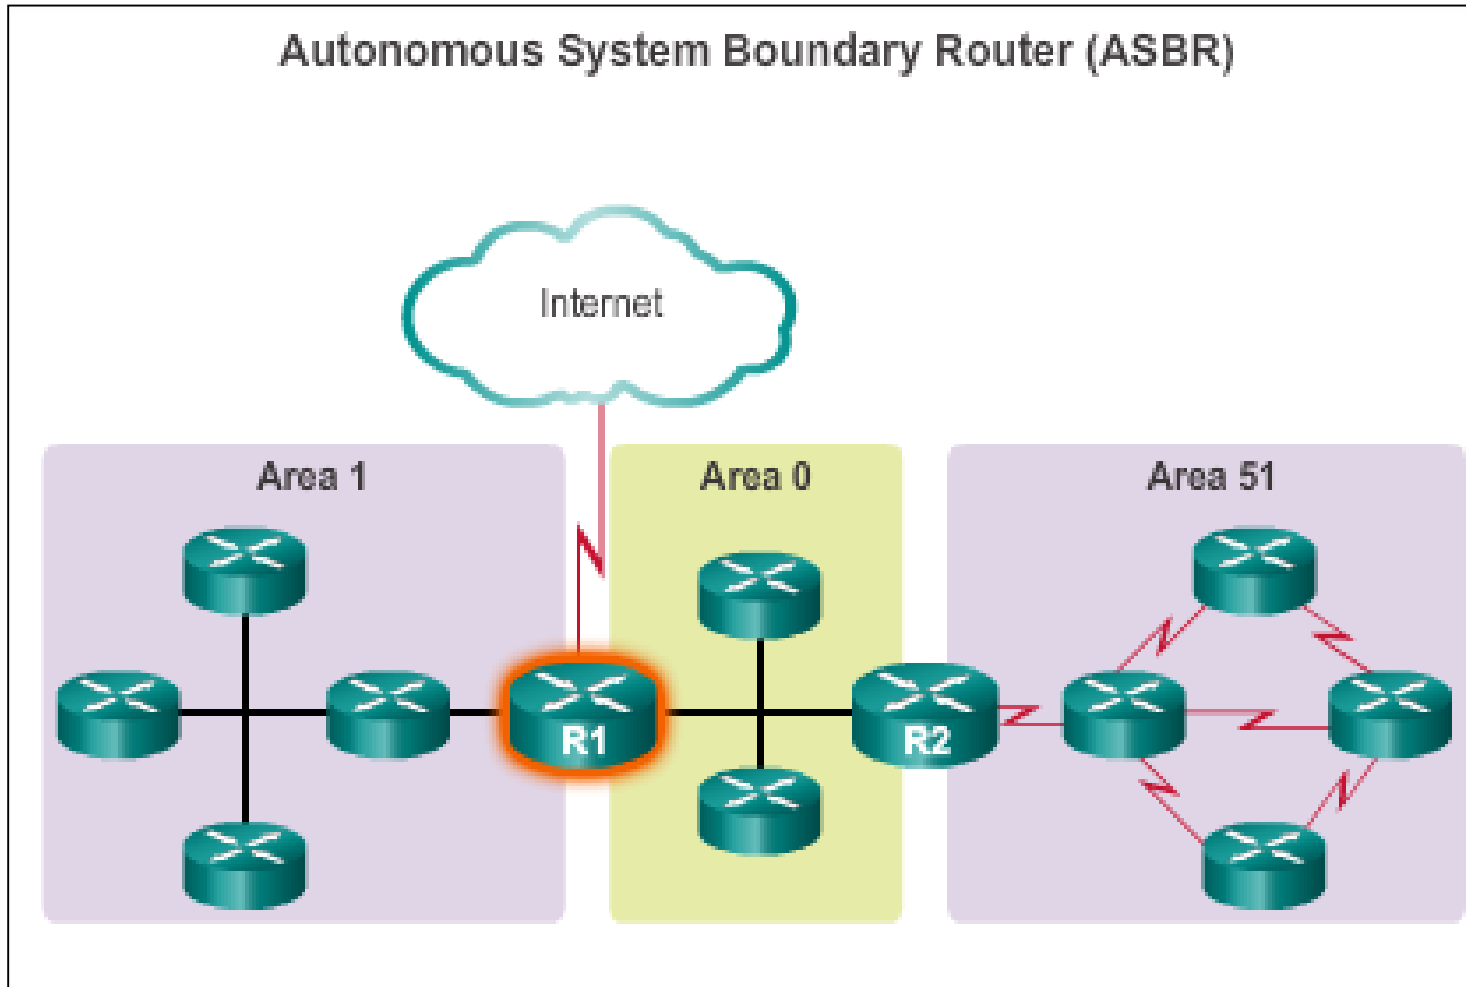 Autonomous System Boundary Router (ASBR)
Internet
Area 1
Area 0
Area 51
R1
R2